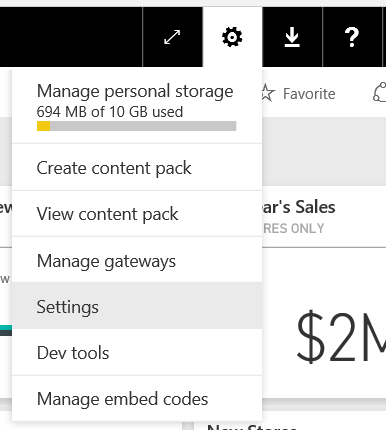 ?
Manage personal storage
694 MB of 10 GB used
Favorite
Create content pack
View content pack
ar's Sales
RES ONLY
Manage gateways
Settings
$2M
Dev tools
Manage embed codes
New Stores